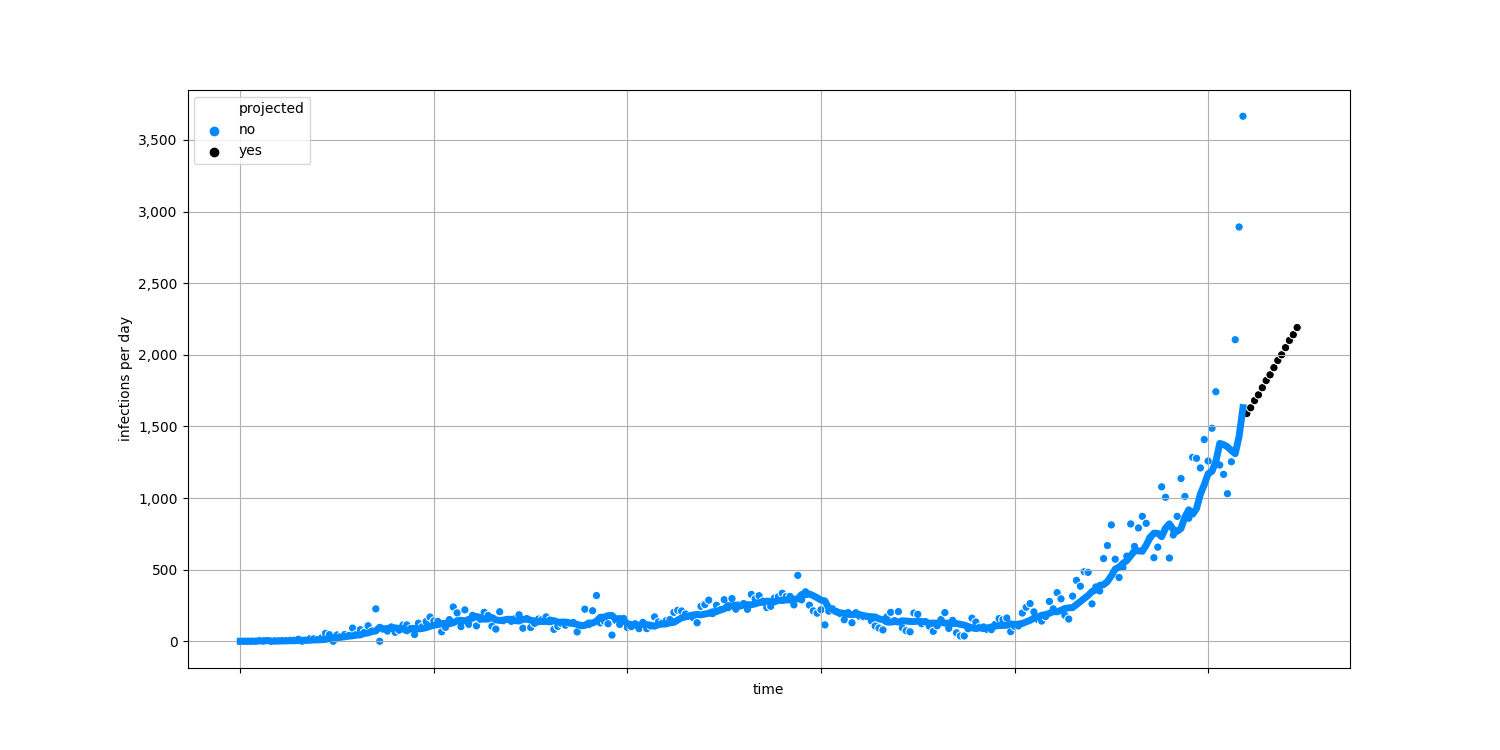 projected
no
yes
3,500
3,000
2,500
2,000
1,500
1,000
500
0
infections per day
time